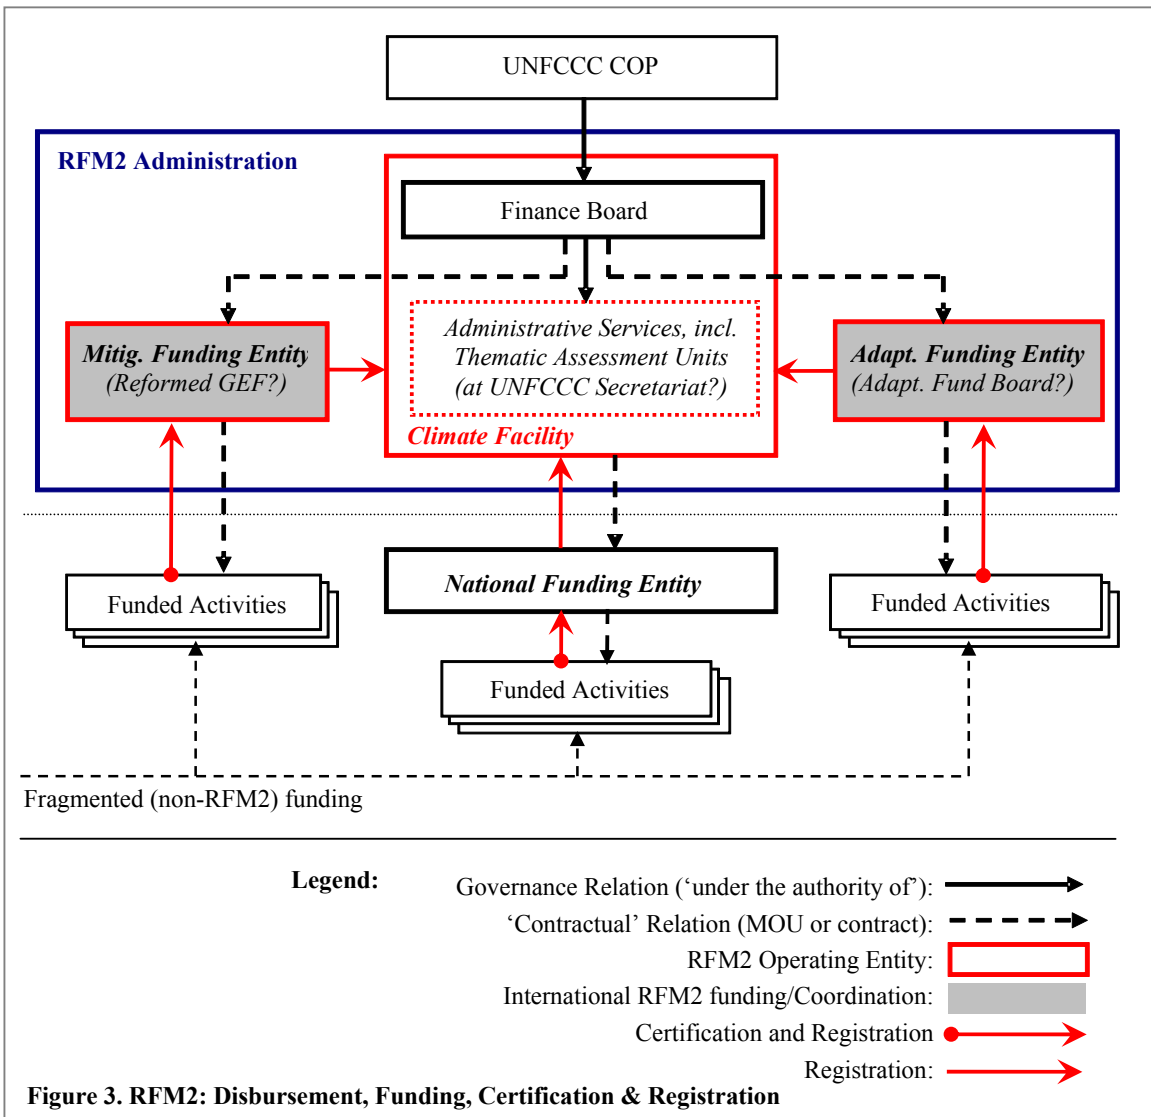 UNFCCC COP
RFM2 Administration
Finance Board
Administrative Services, incl.
Thematic Assessment Units
(at UNFCCC Secretariat?)
Climate Facility
Mitig. Funding Entity
(Reformed GEF?)
Adapt. Funding Entity
(Adapt. Fund Board?)
Funded Activities
National Funding Entity
Funded Activities
Funded Activities
Fragmented (non-RFM2) funding
Legend:
Governance Relation (‘under the authority of’):
‘Contractual’ Relation (MOU or contract):
RFM2 Operating Entity:
International RFM2 funding/Coordination:
Certification and Registration
Registration:
Figure 3. RFM2: Disbursement, Funding, Certification & Registration